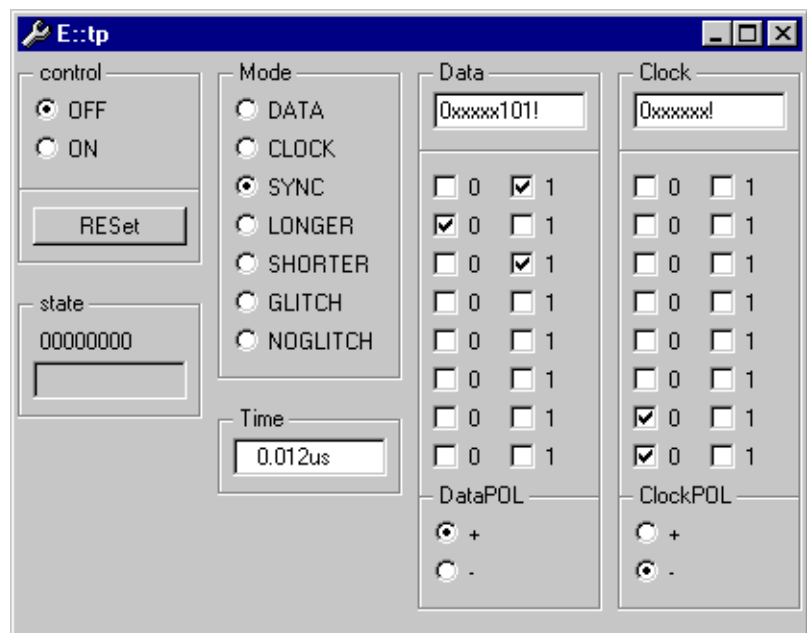 E::tp
control Mode Data Clock
OFF DATA 0xxxxx101! 0xxxxxx!
ON CLOCK
SYNC 0 1 0 1
RESet LONGER 0 1 0 1
SHORTER 0 1 0 1
state GLITCH 0 1 0 1
00000000 NOGLITCH 0 1 0 1
0 1 0 1
Time 0 1 0 1
0.012us 0 1 0 1
DataPOL ClockPOL
+ +
- -